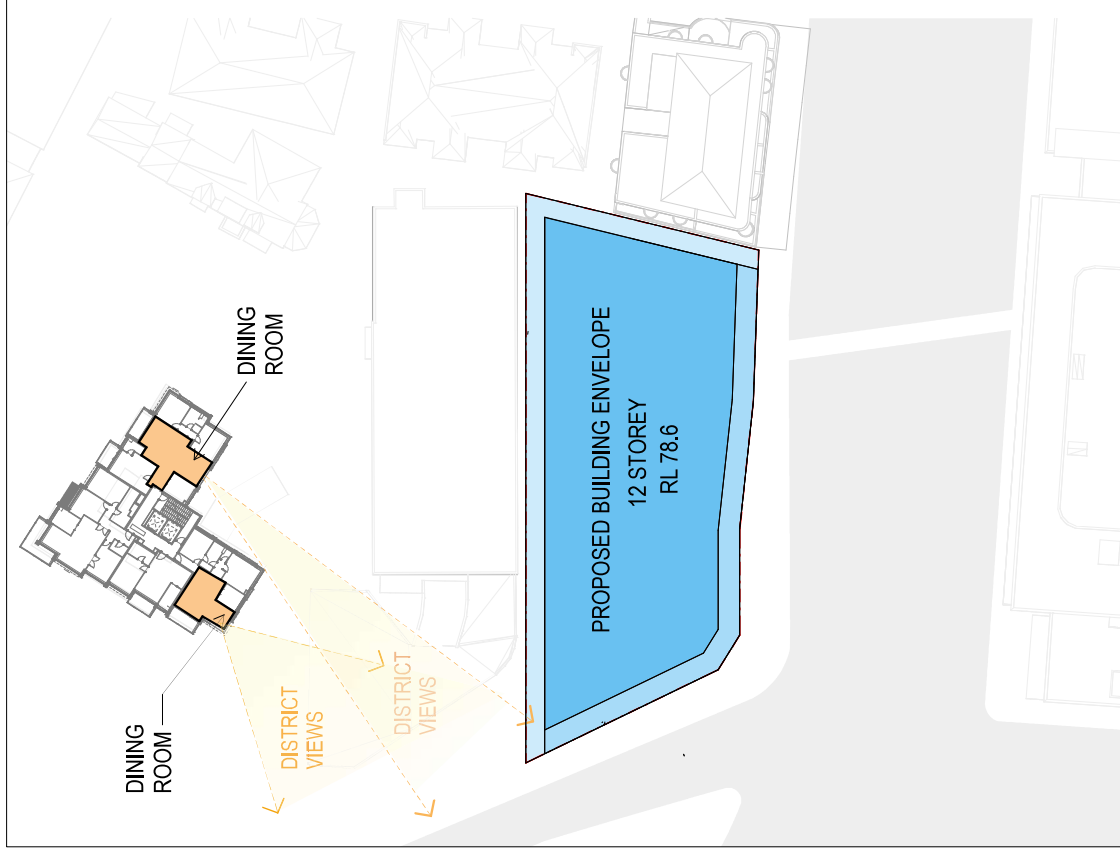 DINING
ROOM
DINING
ROOM
DISTRICT
VIEWS
DISTRICT
VIEWS
PROPOSED BUILDING ENVELOPE
12 STOREY
RL 78.6